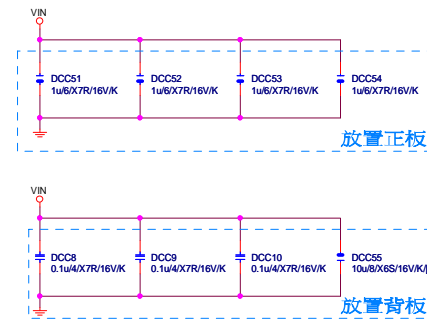 VIN
DCC51 DCC52 DCC53 DCC54
1u/6/X7R/16V/K 1u/6/X7R/16V/K 1u/6/X7R/16V/K 1u/6/X7R/16V/K
放置正板
VIN
DCC8 DCC9 DCC10 DCC55
0.1u/4/X7R/16V/K 0.1u/4/X7R/16V/K 0.1u/4/X7R/16V/K 10u/8/X6S/16V/K/
放置背板